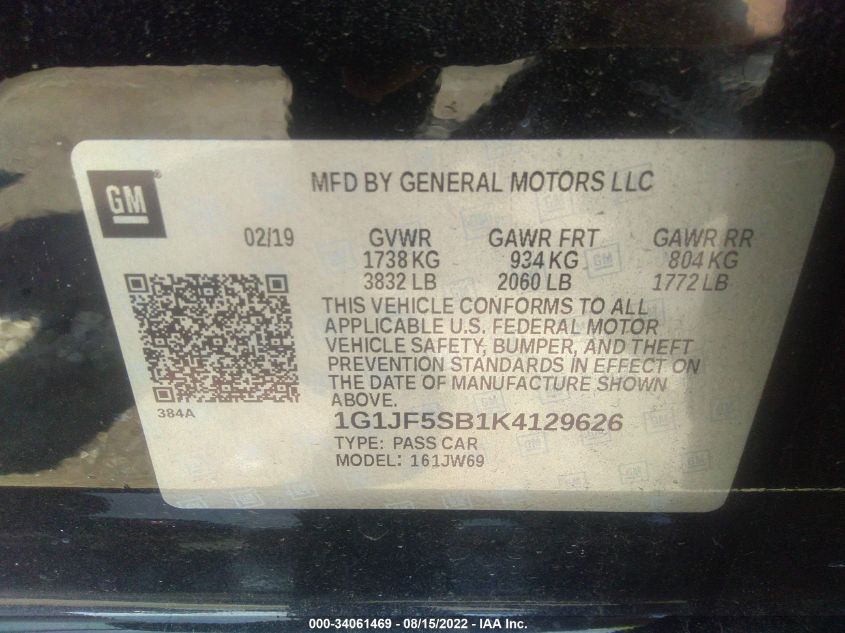 GM
MFD BY GENERAL MOTORS LLC
02/19 GVWR GAWR FRT GAWR RR
1738 KG 934 KG 804 KG
3832 LB 2060 LB 1772 LB
THIS VEHICLE CONFORMS TO ALL
APPLICABLE U.S. FEDERAL MOTOR
VEHICLE SAFETY, BUMPER, AND THEFT
PREVENTION STANDARDS IN EFFECT ON
THE DATE OF MANUFACTURE SHOWN
ABOVE.
384A
1G1JF5SB1K4129626
TYPE: PASS CAR
MODEL: 161JW69
000-34061469 - 08/15/2022 - IAA Inc.